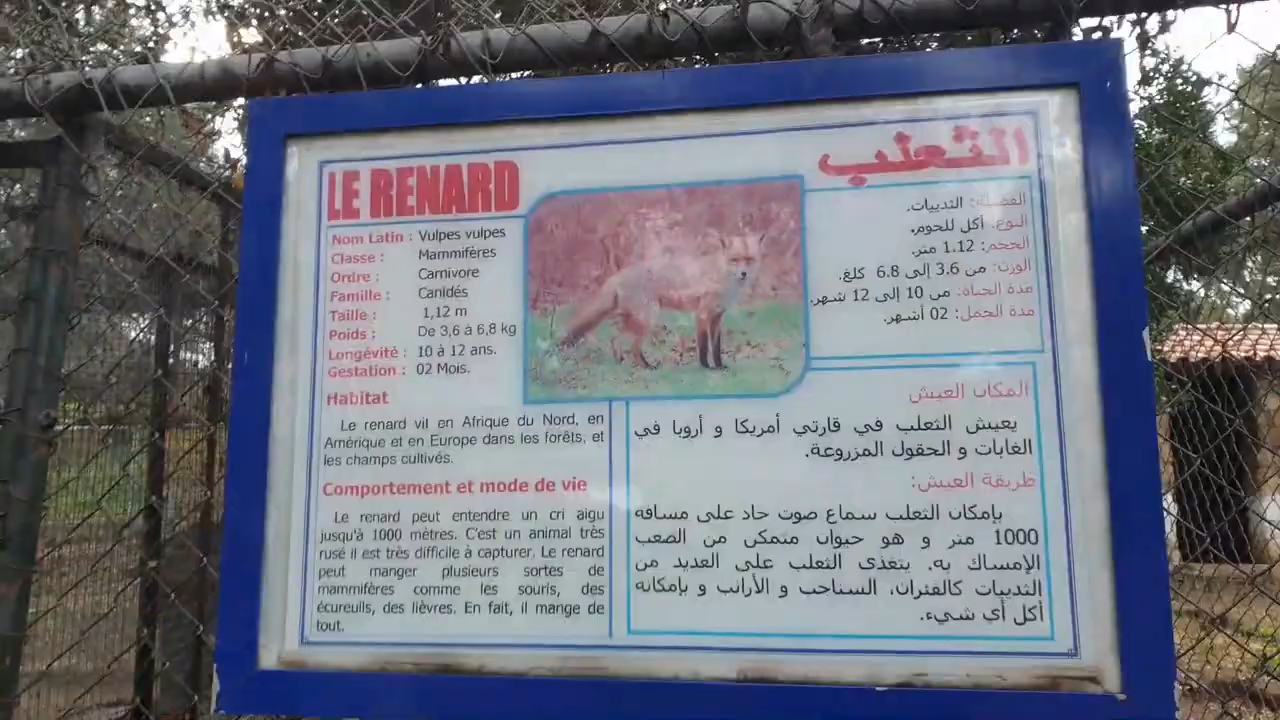 LE RENARD
Nom Latin : Vulpes vulpes
Classe : Mammifères
Ordre : Carnivore
Famille : Canidés
Taille : 1,12 m
Poids : De 3,6 à 6,8 kg
Longévité : 10 à 12 ans.
Gestation : 02 Mois.
Habitat
Le renard vit en Afrique du Nord, en
Amérique et en Europe dans les forêts, et
les champs cultivés.
Comportement et mode de vie
Le renard peut entendre un cri aigu
jusqu'à 1000 mètres. C'est un animal très
rusé il est très difficile à capturer. Le renard
peut manger plusieurs sortes de
mammifères comme les souris, des
écureuils, des lièvres. En fait, il mange de
tout.
الثعلب
الفصيلة: الثدييات.
النوع: أكل للحوم.
الحجم: 1.12 متر.
الوزن: من 3.6 إلى 6.8 كلغ.
مدة الحياة: من 10 إلى 12 شهر.
مدة الحمل: 02 أشهر.
المكان العيش
يعيش الثعلب في قارتي أمريكا و أروبا في
الغابات و الحقول المزروعة.
طريقة العيش:
بإمكان الثعلب سماع صوت حاد على مسافة
1000 متر و هو حيوان متمكن من الصعب
الإمساك به. يتغذى الثعلب على العديد من
الثدييات كالفئران، السناجب و الأرانب و بإمكانه
أكل أي شيء.